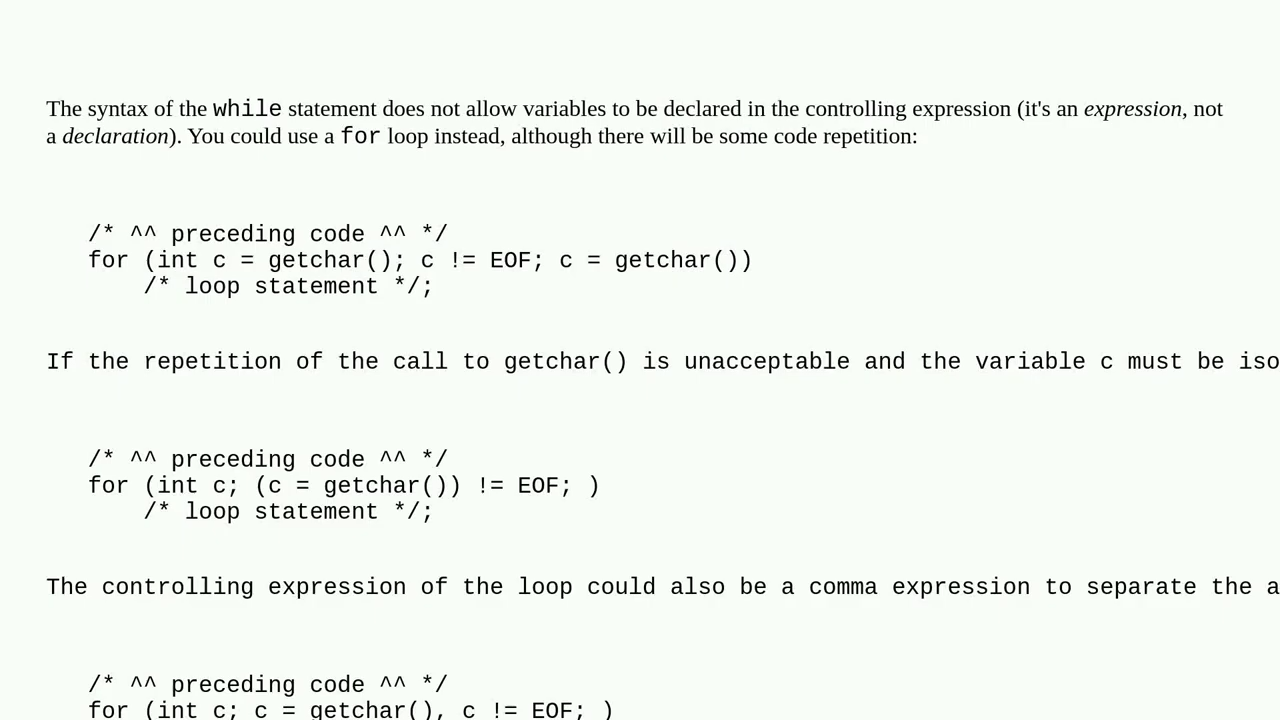 The syntax of the while statement does not allow variables to be declared in the controlling expression (it's an expression, not
a declaration). You could use a for loop instead, although there will be some code repetition:
/* ^^ preceding code ^^ */
for (int c = getchar(); c != EOF; c = getchar())
    /* loop statement */;
If the repetition of the call to getchar() is unacceptable and the variable c must be iso
/* ^^ preceding code ^^ */
for (int c; (c = getchar()) != EOF; )
    /* loop statement */;
The controlling expression of the loop could also be a comma expression to separate the a
/* ^^ preceding code ^^ */
for (int c; c = getchar(), c != EOF; )